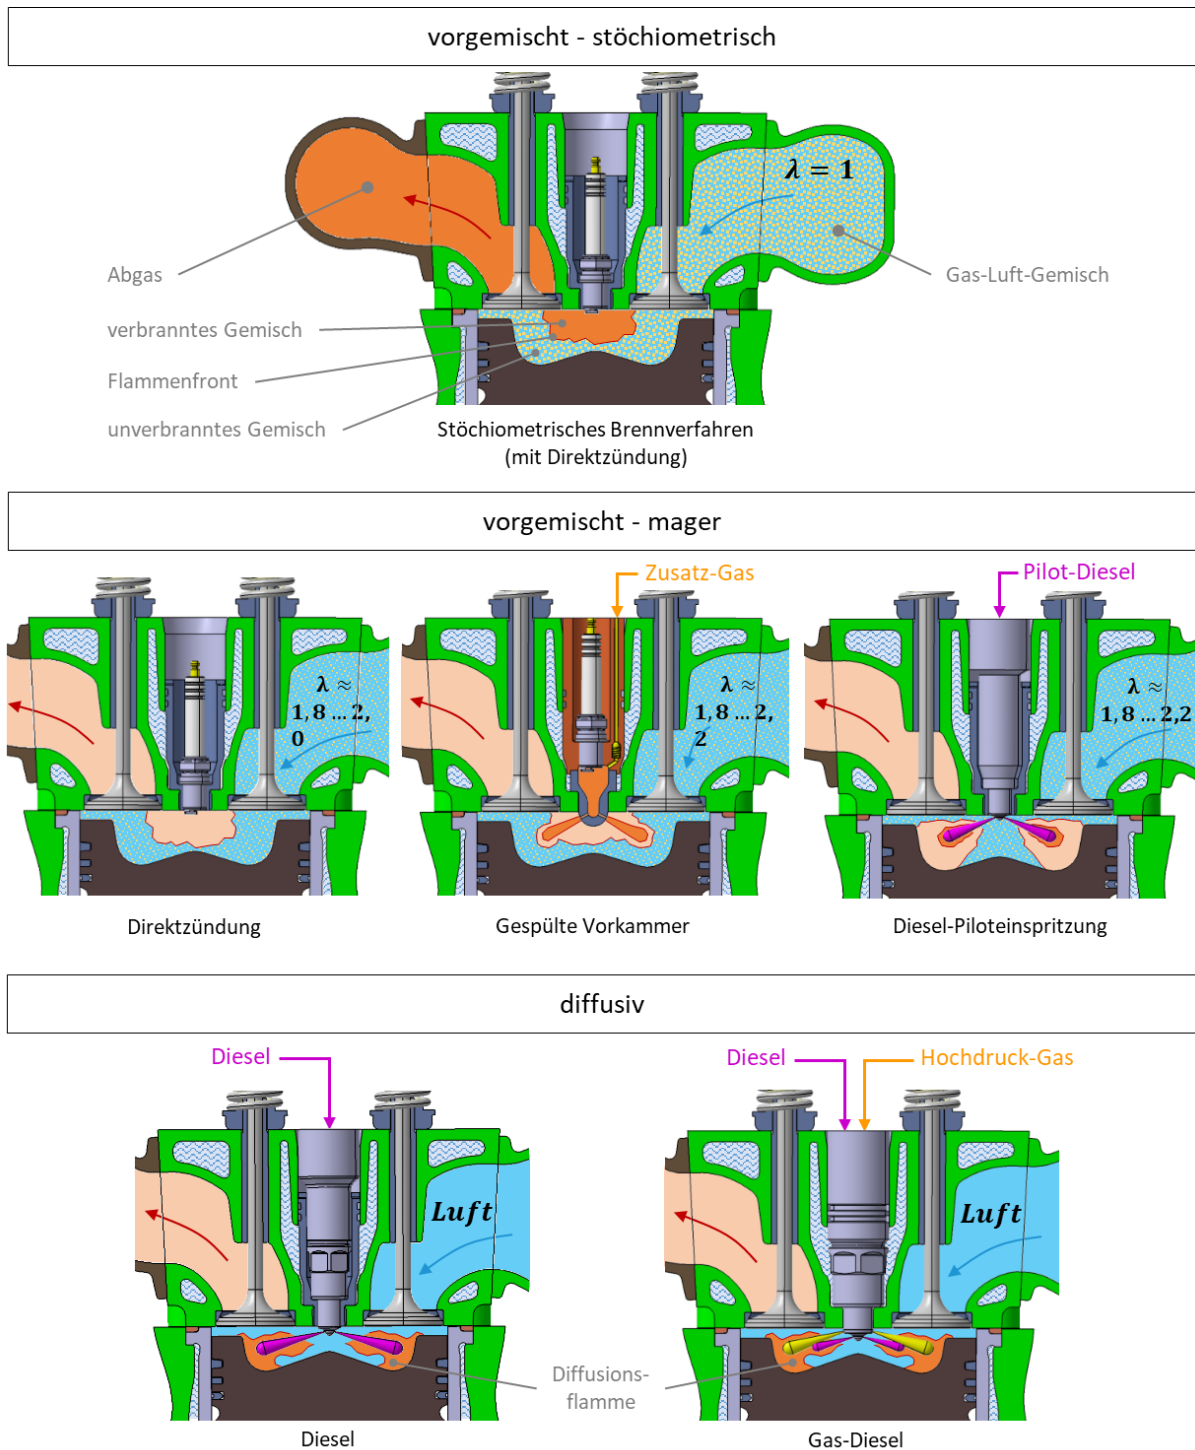 vorgemischt - stöchiometrisch
λ = 1
Abgas
Gas-Luft-Gemisch
verbranntes Gemisch
Flammenfront
unverbranntes Gemisch
Stöchiometrisches Brennverfahren
(mit Direktzündung)
vorgemischt - mager
Zusatz-Gas
Pilot-Diesel
λ ≈
1, 8 … 2,
0
λ ≈
1, 8 … 2,
2
λ ≈
1, 8 … 2, 2
Direktzündung
Gespülte Vorkammer
Diesel-Piloteinspritzung
diffusiv
Diesel
Diesel
Hochdruck-Gas
Luft
Luft
Diffusions-
flamme
Diesel
Gas-Diesel